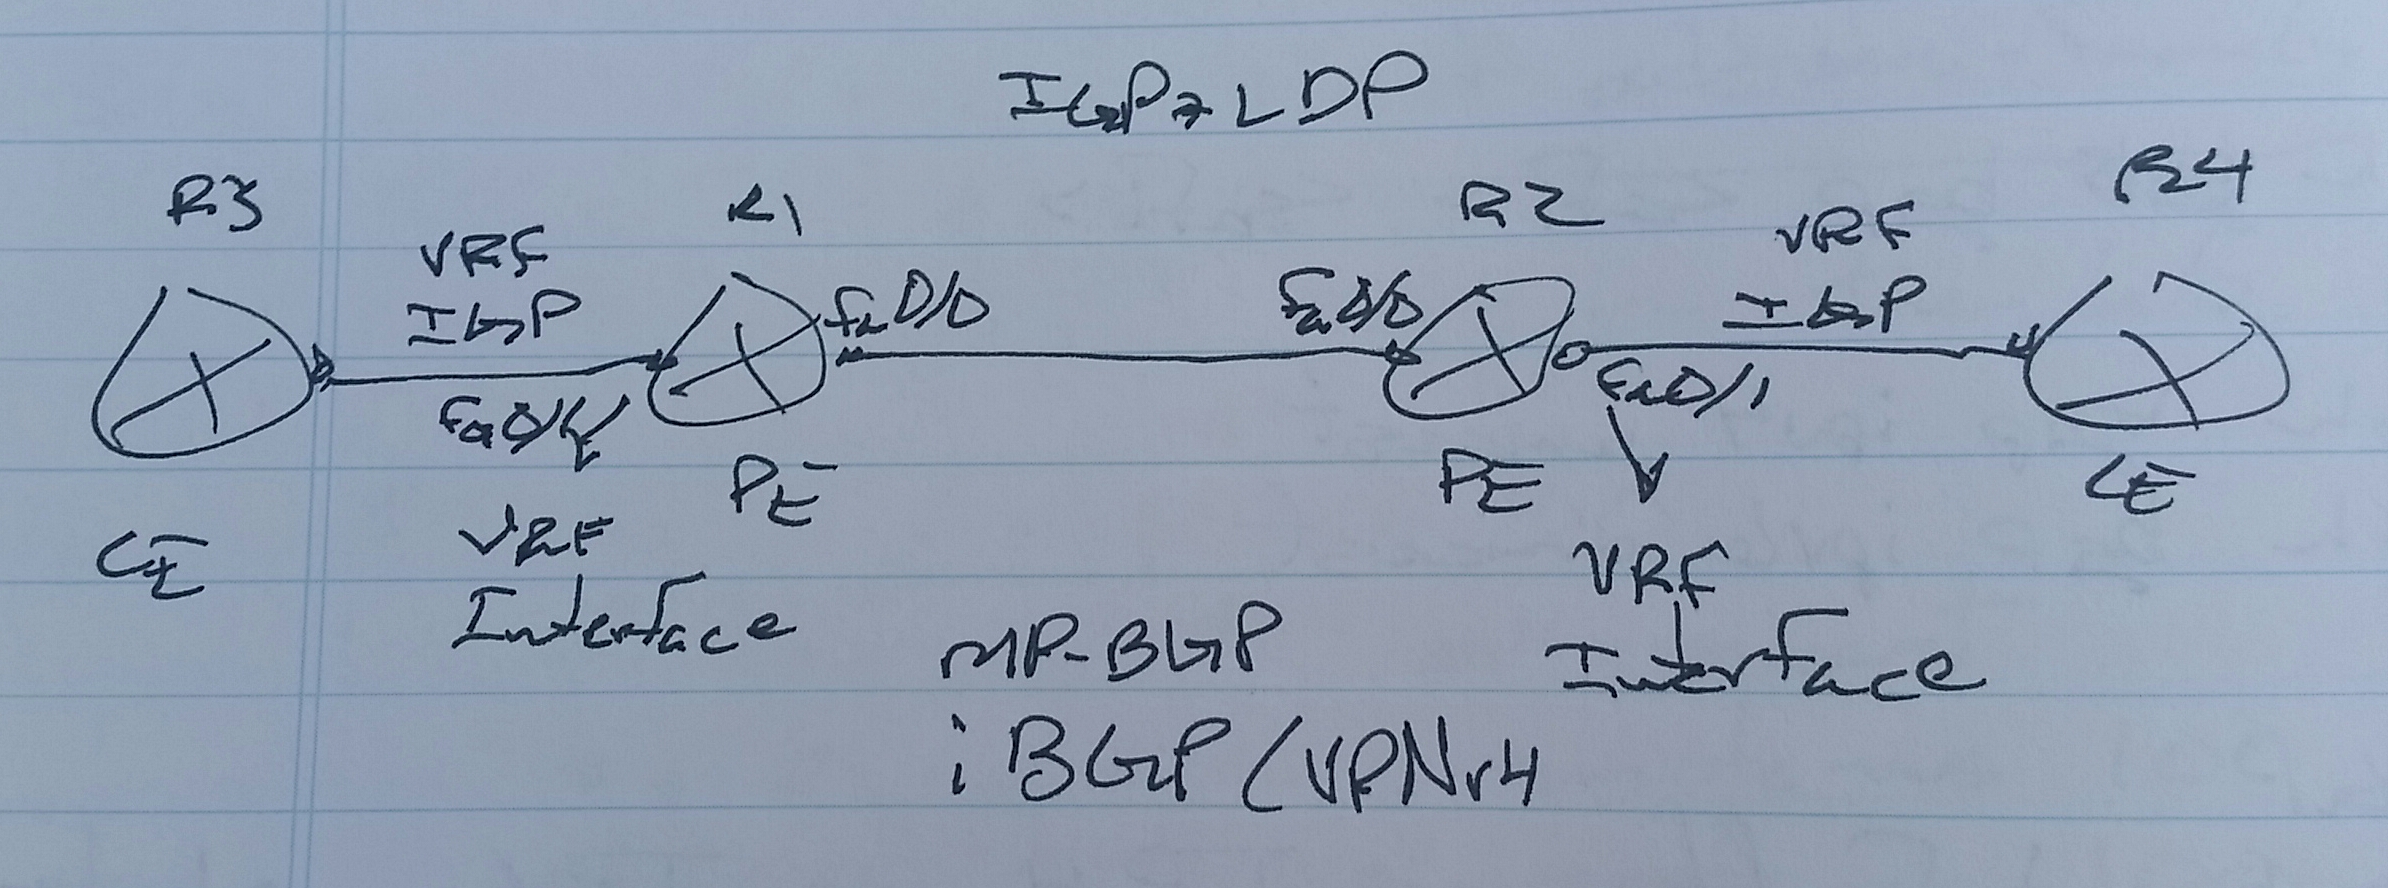 IGP + LDP
R3
R1
R2
R4
VRF
IGP
Fa0/0
Fa0/0
VRF
IGP
Fa0/1
Fa0/1
CE
PE
PE
CE
VRF
Interface
VRF
Interface
MP-BGP
iBGP/VPNv4